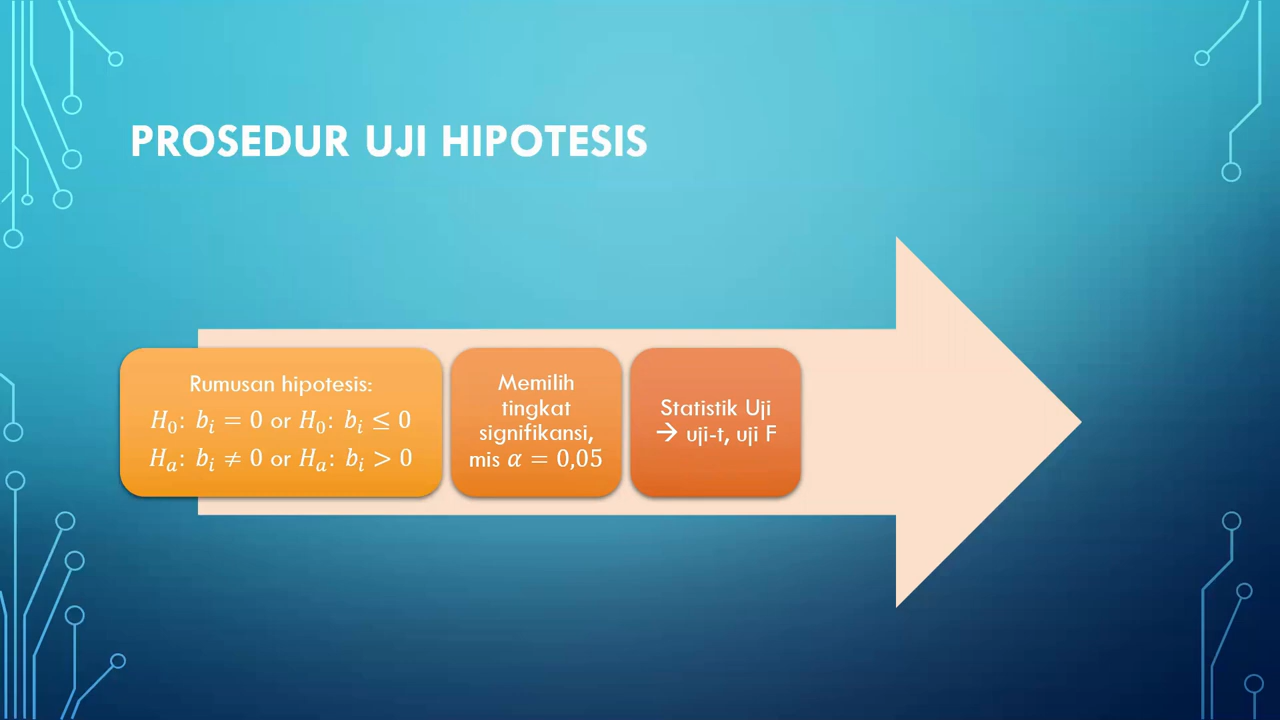 PROSEDUR UJI HIPOTESIS
Rumusan hipotesis:
H₀: bᵢ = 0 or H₀: bᵢ ≤ 0
Hₐ: bᵢ ≠ 0 or Hₐ: bᵢ > 0
Memilih
tingkat
signifikansi,
mis α = 0,05
Statistik Uji
→ uji-t, uji F